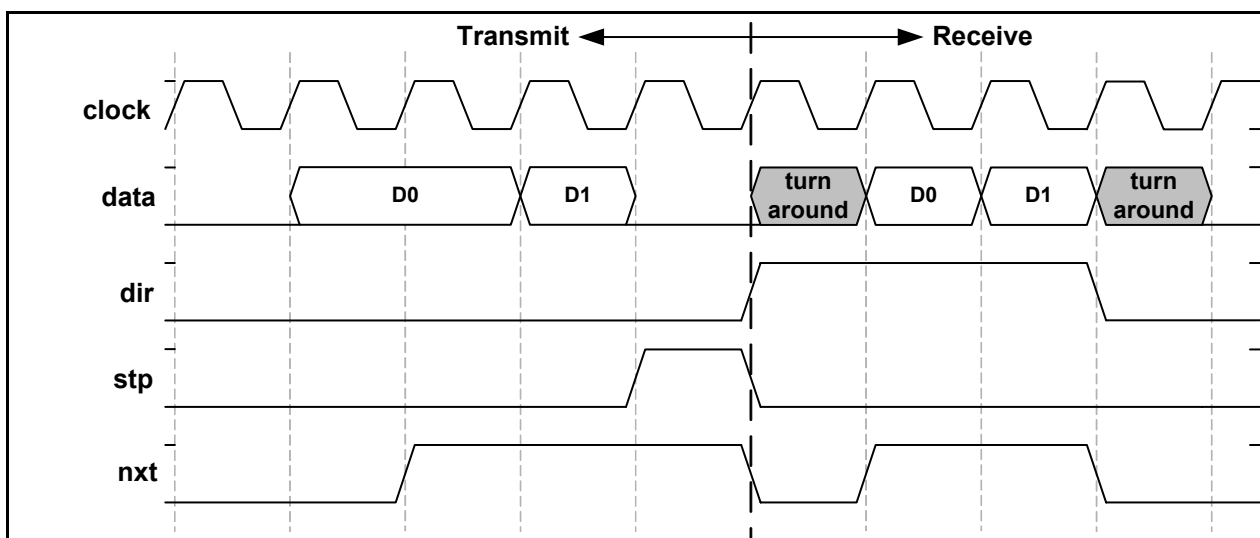 Transmit Receive
clock
data D0 D1 turn around D0 D1 turn around
dir
stp
nxt